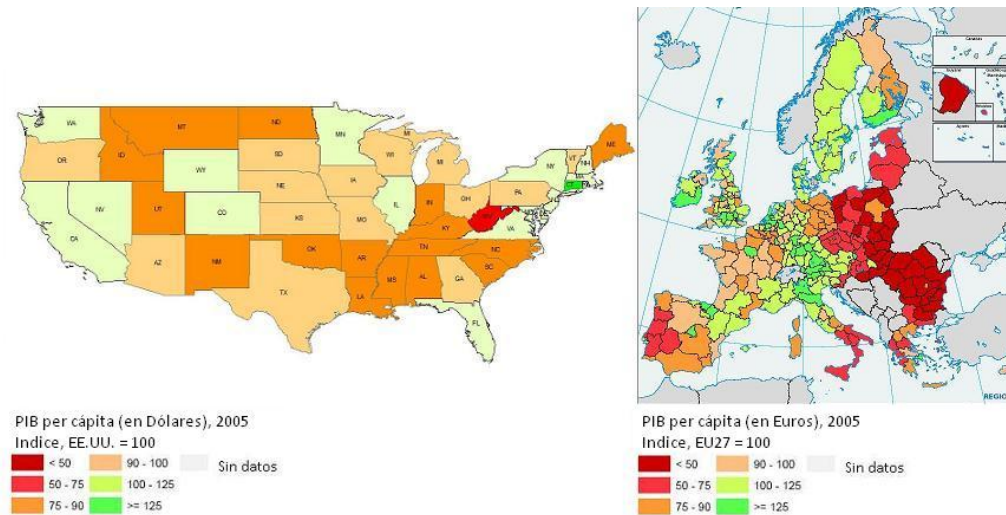 WA
MT
ND
MN
ME
OR
ID
SD
WI
MI
MI
VT
NH
NY
MA
CT
WY
NV
UT
CO
CA
NE
IA
IL
IN
OH
PA
KS
MO
KY
VA
AZ
NM
OK
AR
TN
NC
SC
TX
LA
MS
AL
GA
FL
REGIO
PIB per cápita (en Dólares), 2005
Indice, EE.UU. = 100
< 50
50 - 75
75 - 90
90 - 100
100 - 125
>= 125
Sin datos
PIB per cápita (en Euros), 2005
Indice, EU27 = 100
< 50
50 - 75
75 - 90
90 - 100
100 - 125
>= 125
Sin datos